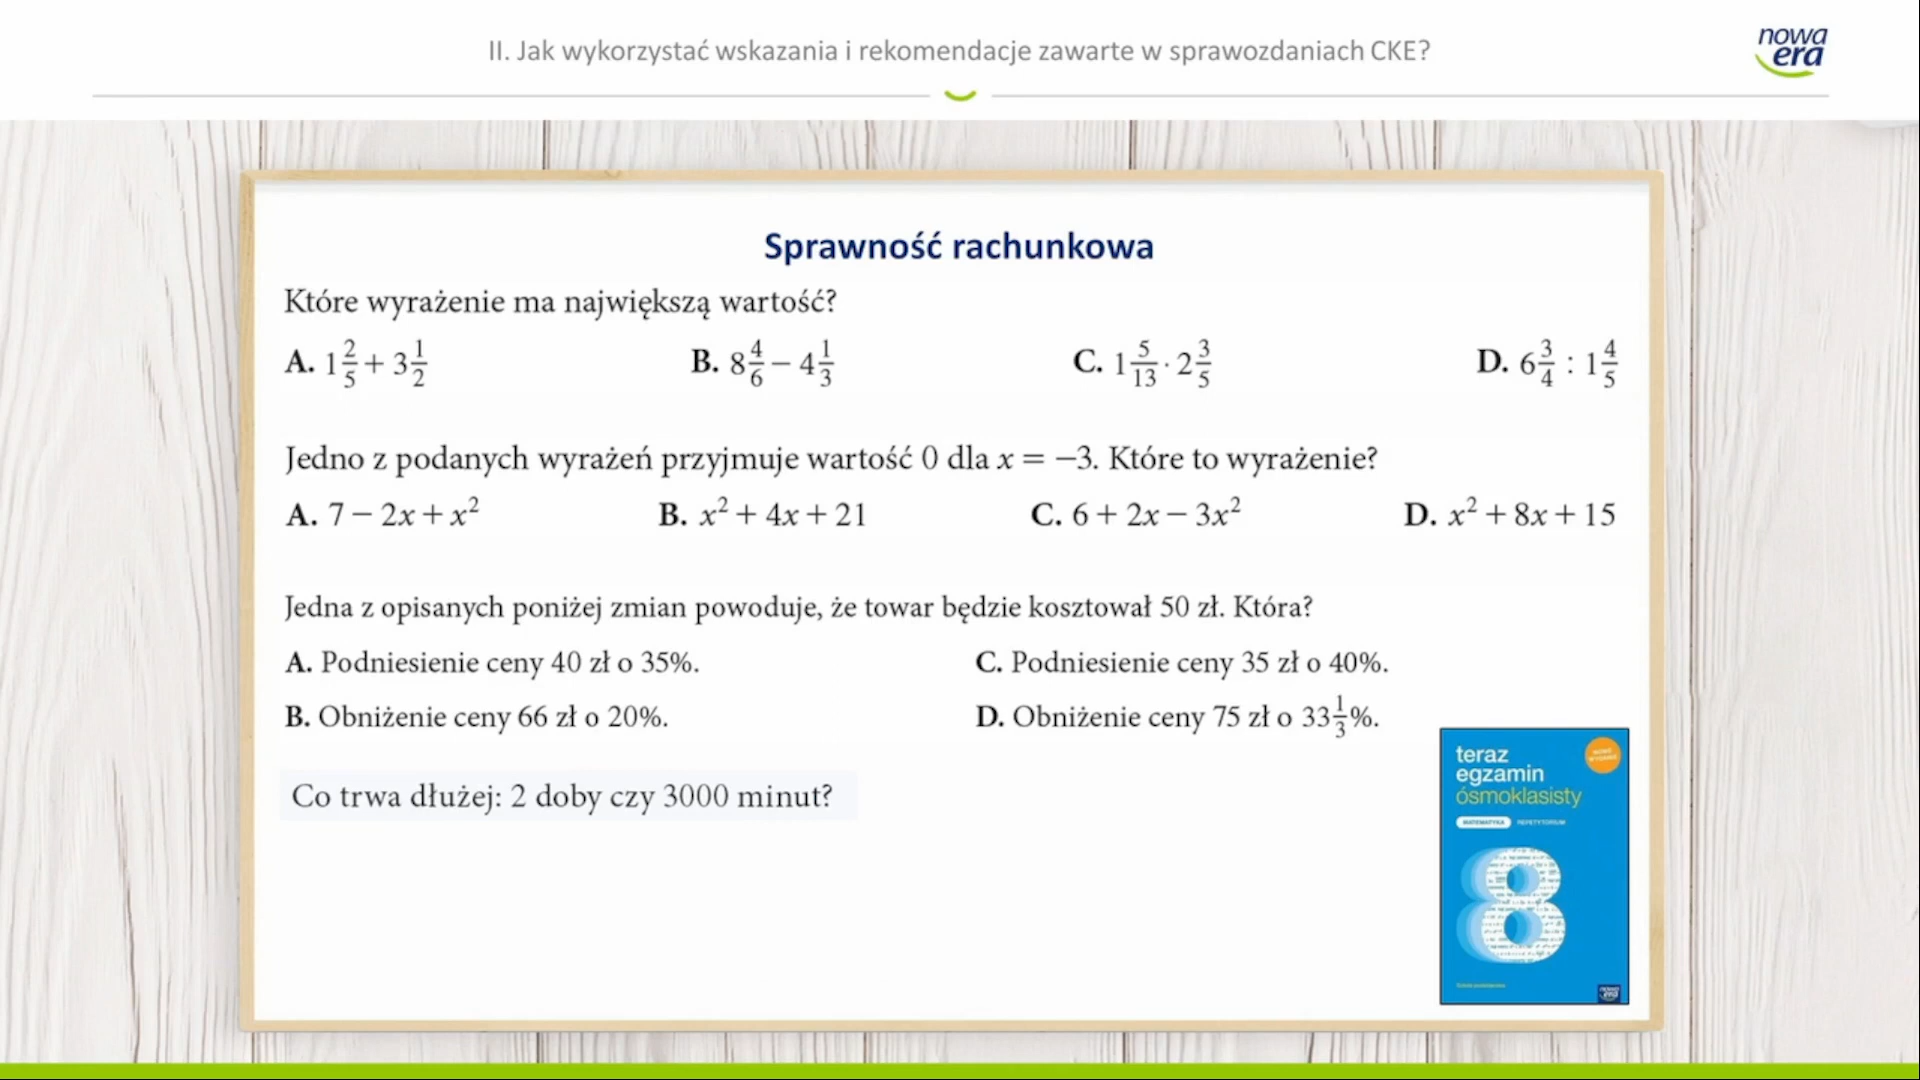 II. Jak wykorzystać wskazania i rekomendacje zawarte w sprawozdaniach CKE?
nowa
era
Sprawność rachunkowa
Które wyrażenie ma największą wartość?
A. 1 2/5 + 3 1/2 B. 8 4/6 − 4 1/3 C. 1 5/13 · 2 3/5 D. 6 3/4 : 1 4/5
Jedno z podanych wyrażeń przyjmuje wartość 0 dla x = −3. Które to wyrażenie?
A. 7 − 2x + x² B. x² + 4x + 21 C. 6 + 2x − 3x² D. x² + 8x + 15
Jedna z opisanych poniżej zmian powoduje, że towar będzie kosztował 50 zł. Która?
A. Podniesienie ceny 40 zł o 35%. C. Podniesienie ceny 35 zł o 40%.
B. Obniżenie ceny 66 zł o 20%. D. Obniżenie ceny 75 zł o 33 1/3%.
Co trwa dłużej: 2 doby czy 3000 minut?
teraz
egzamin
ósmoklasisty
MATEMATYKA REPETYTORIUM
8
nowa
era